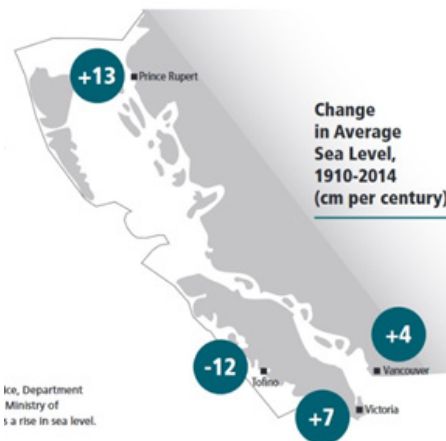 +13
Prince Rupert
Change
in Average
Sea Level,
1910-2014
(cm per century)
+4
Vancouver
-12
Tofino
+7
Victoria
Department
Ministry of
s a rise in sea level.